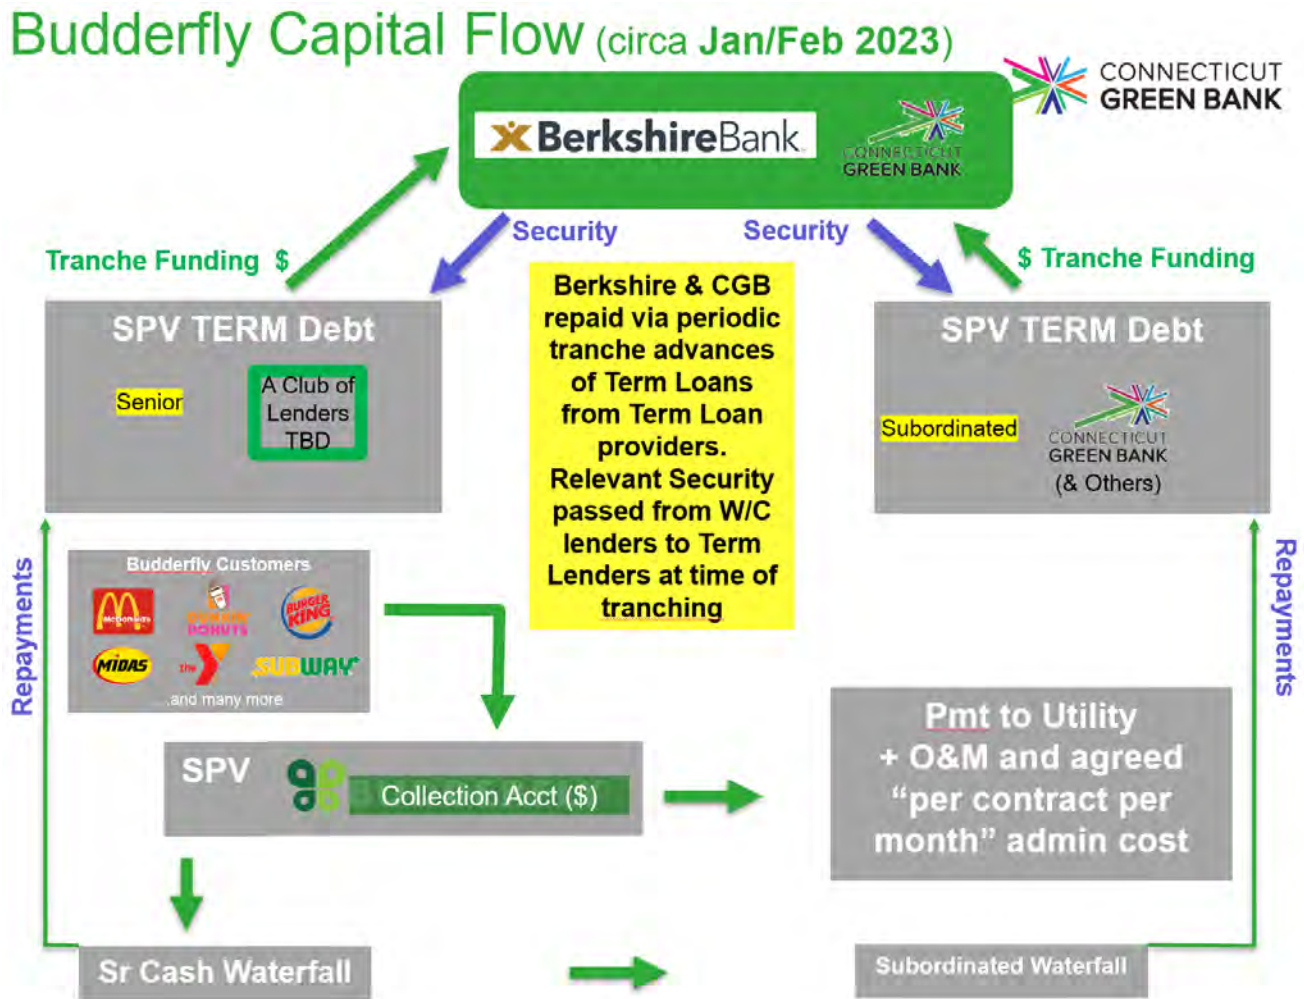 Budderfly Capital Flow (circa Jan/Feb 2023)
CONNECTICUT
GREEN BANK
BerkshireBank
CONNECTICUT
GREEN BANK
Security
Security
Tranche Funding $
$ Tranche Funding
SPV TERM Debt
Senior
A Club of
Lenders
TBD
Berkshire & CGB
repaid via periodic
tranche advances
of Term Loans
from Term Loan
providers.
Relevant Security
passed from W/C
lenders to Term
Lenders at time of
tranching
SPV TERM Debt
Subordinated
CONNECTICUT
GREEN BANK
(& Others)
Repayments
Budderfly Customers
McDonalds
DUNKIN'
DONUTS
BURGER
KING
MIDAS
the
Y
SUBWAY
...and many more
Repayments
SPV
Collection Acct ($)
Pmt to Utility
+ O&M and agreed
“per contract per
month” admin cost
Sr Cash Waterfall
Subordinated Waterfall